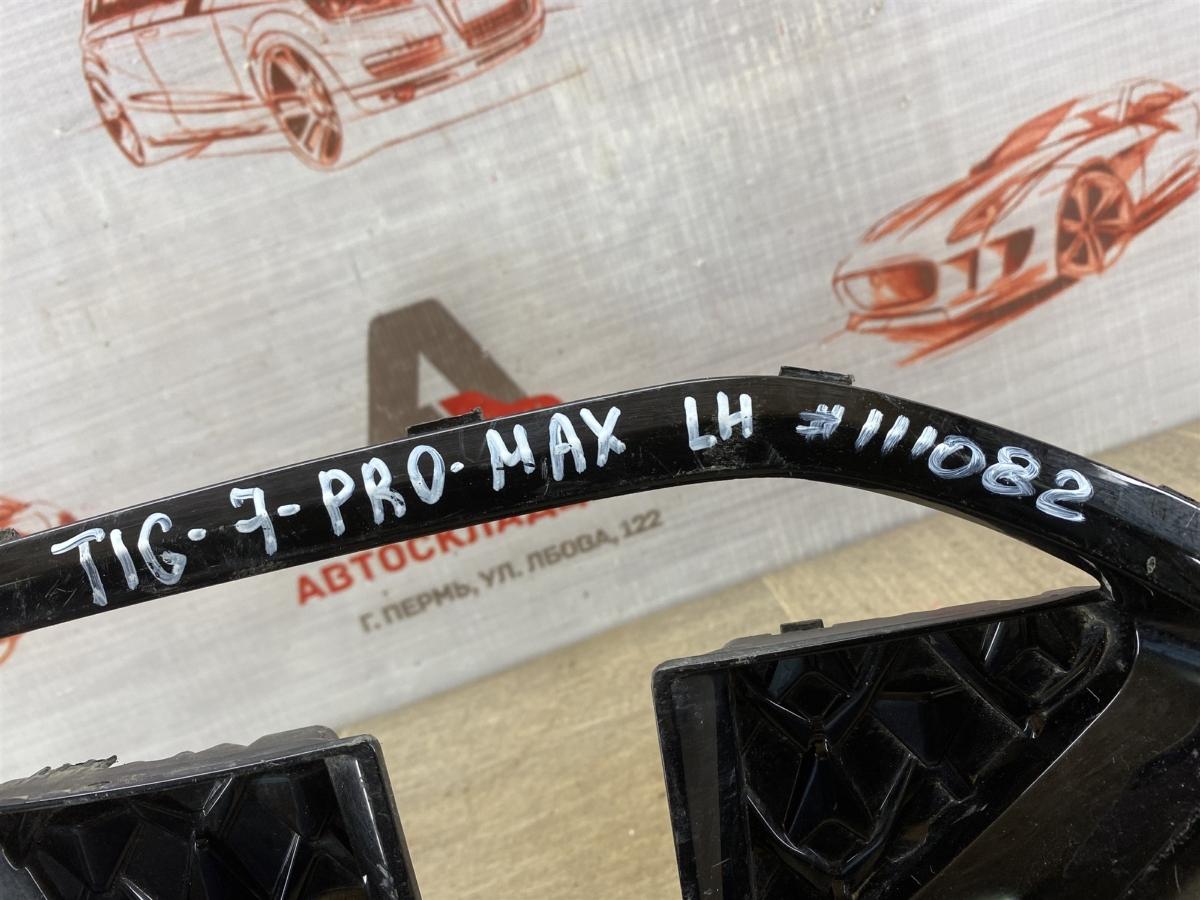 TIG-7-PRO-MAX LH #111082
АВТОСКЛАД
Г. ПЕРМЬ, УЛ. ЛБОВА, 122